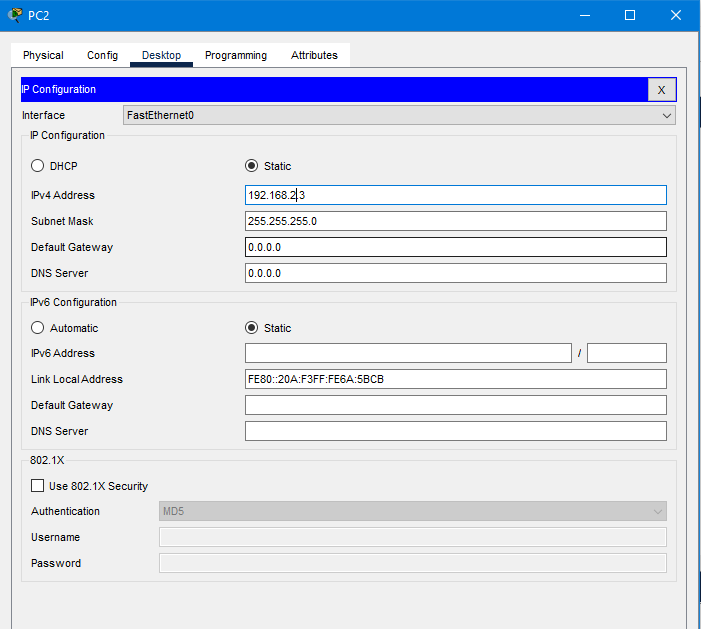 PC2
Physical Config Desktop Programming Attributes
IP Configuration X
Interface FastEthernet0
IP Configuration
DHCP Static
IPv4 Address 192.168.2.3
Subnet Mask 255.255.255.0
Default Gateway 0.0.0.0
DNS Server 0.0.0.0
IPv6 Configuration
Automatic Static
IPv6 Address /
Link Local Address FE80::20A:F3FF:FE6A:5BCB
Default Gateway
DNS Server
802.1X
Use 802.1X Security
Authentication MD5
Username
Password